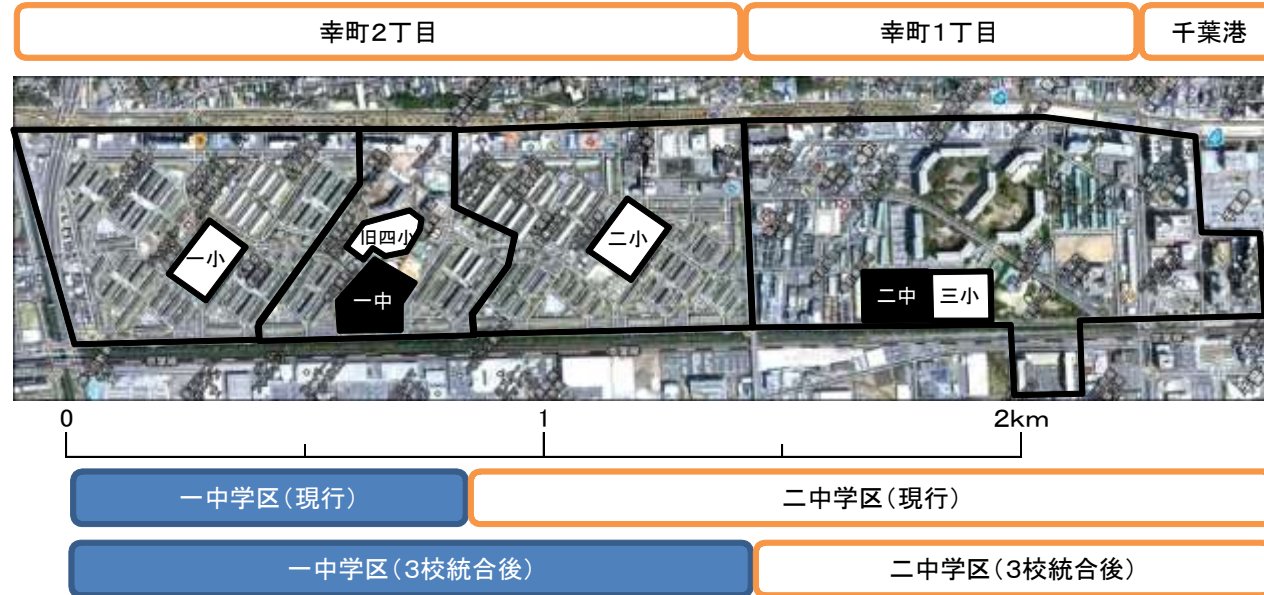 幸町2丁目
幸町1丁目
千葉港
一小
旧四小
一中
二小
二中
三小
0
1
2km
一中学区(現行)
二中学区(現行)
一中学区(3校統合後)
二中学区(3校統合後)